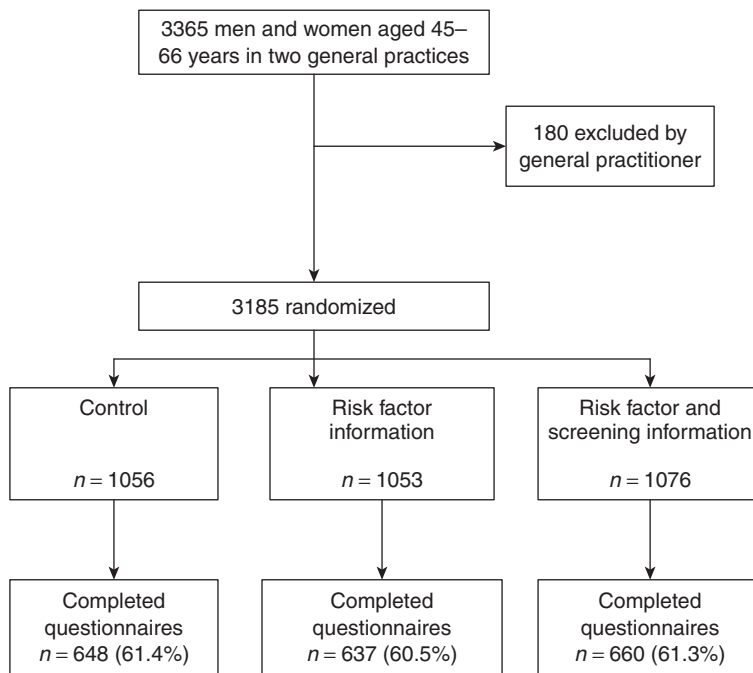 3365 men and women aged 45–
66 years in two general practices
180 excluded by
general practitioner
3185 randomized
Control
n = 1056
Risk factor
information
n = 1053
Risk factor and
screening information
n = 1076
Completed
questionnaires
n = 648 (61.4%)
Completed
questionnaires
n = 637 (60.5%)
Completed
questionnaires
n = 660 (61.3%)